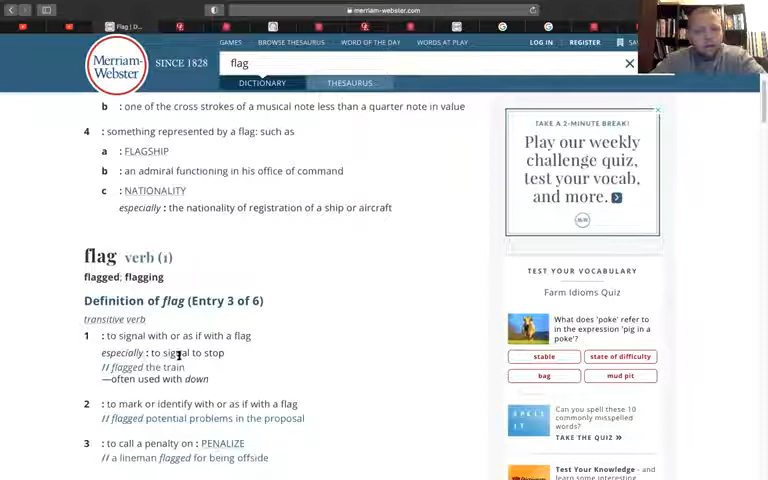 merriam-webster.com
Flag | D...
Merriam-
Webster
SINCE 1828
GAMES
BROWSE THESAURUS
WORD OF THE DAY
WORDS AT PLAY
LOG IN
REGISTER
flag
DICTIONARY
THESAURUS
b : one of the cross strokes of a musical note less than a quarter note in value
4 : something represented by a flag: such as
a : FLAGSHIP
b : an admiral functioning in his office of command
c : NATIONALITY
especially : the nationality of registration of a ship or aircraft
flag verb (1)
flagged; flagging
Definition of flag (Entry 3 of 6)
transitive verb
1 : to signal with or as if with a flag
especially : to signal to stop
// flagged the train
—often used with down
2 : to mark or identify with or as if with a flag
// flagged potential problems in the proposal
3 : to call a penalty on : PENALIZE
// a lineman flagged for being offside
TAKE A 2-MINUTE BREAK!
Play our weekly
challenge quiz,
test your vocab,
and more.
TEST YOUR VOCABULARY
Farm Idioms Quiz
What does 'poke' refer to
in the expression 'pig in a
poke'?
stable
state of difficulty
bag
mud pit
SPELL
IT
Can you spell these 10
commonly misspelled
words?
TAKE THE QUIZ »
Test Your Knowledge - and
learn some interesting